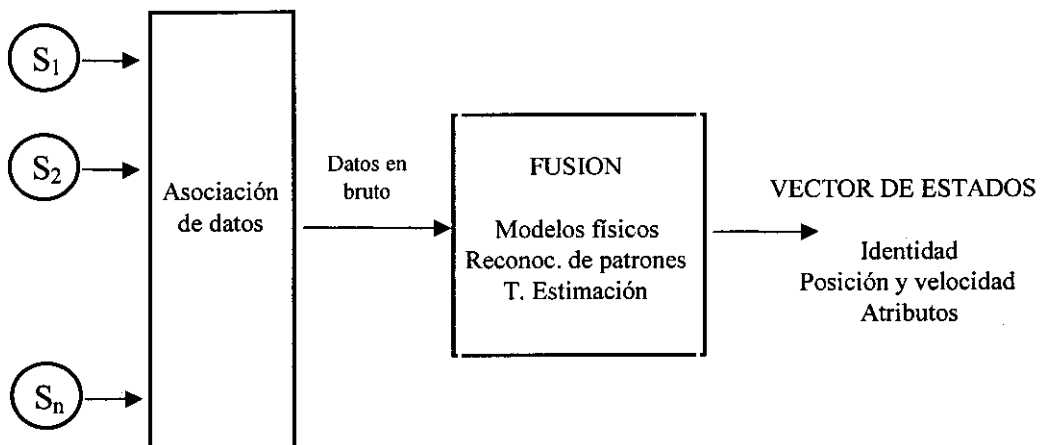 S1
S2
Sn
Asociación
de datos
Datos en
bruto
FUSION
Modelos físicos
Reconoc. de patrones
T. Estimación
VECTOR DE ESTADOS
Identidad
Posición y velocidad
Atributos